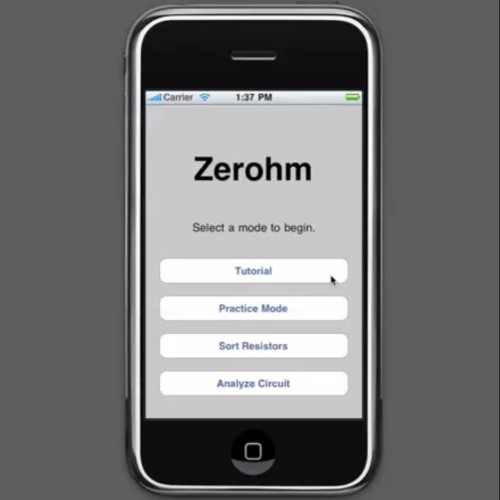 Carrier 1:37 PM
Zerohm
Select a mode to begin.
Tutorial
Practice Mode
Sort Resistors
Analyze Circuit